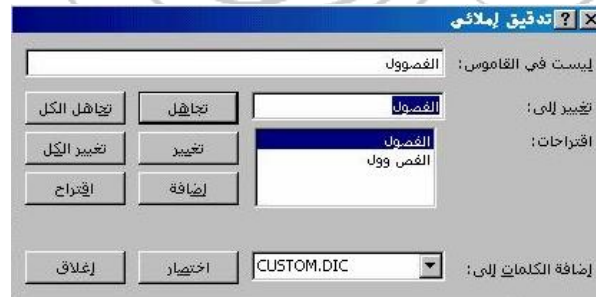 تدقيق إملائي
ليست في القاموس: الفصوول
تغيير إلى: الفصول تجاهل تجاهل الكل
اقتراحات: الفصول تغيير تغيير الكل
الفص وول إضافة اقتراح
إضافة الكلمات إلى: CUSTOM.DIC اختصار إغلاق